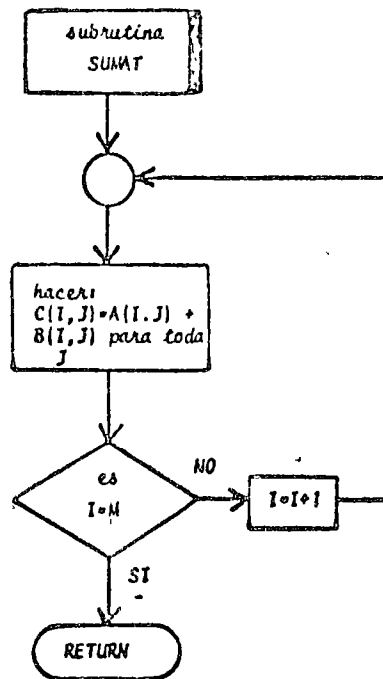 subrutina
SUMAT
hacer:
C(I,J)=A(I.J) +
B(I,J) para toda
J
es
I=M
NO
I=I+1
SI
RETURN